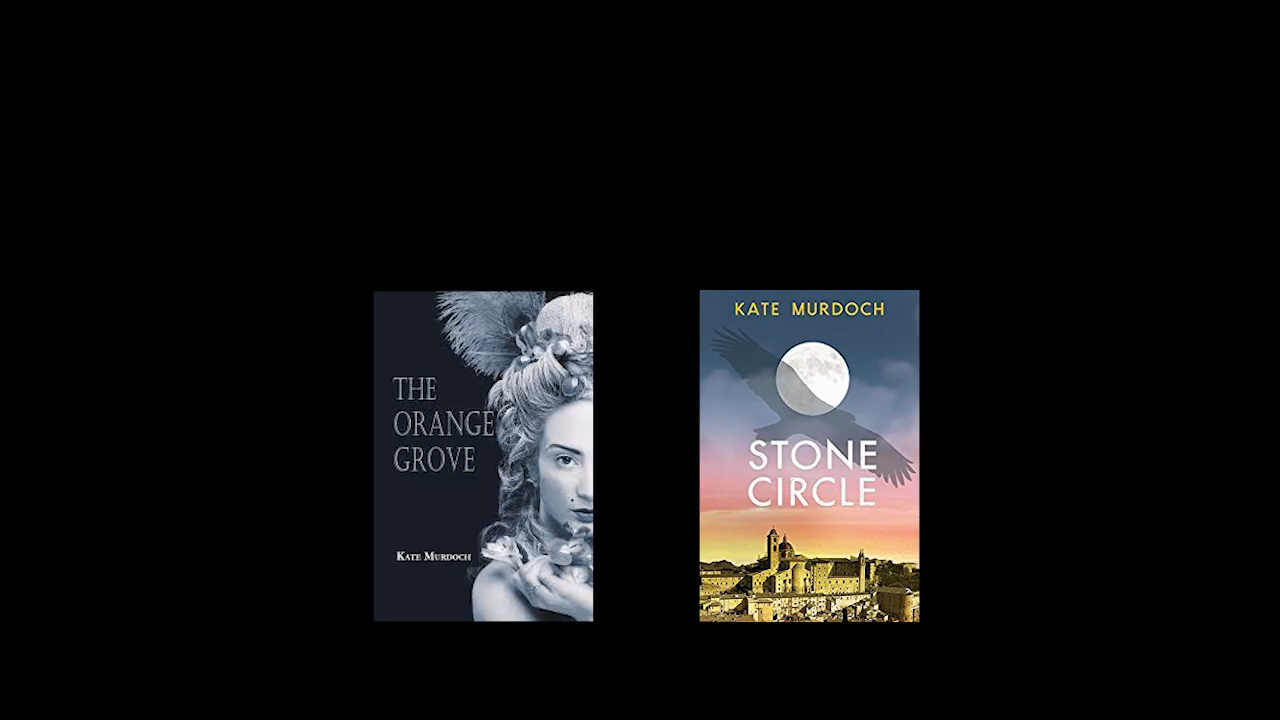 THE
ORANGE
GROVE
KATE MURDOCH
KATE MURDOCH
STONE
CIRCLE